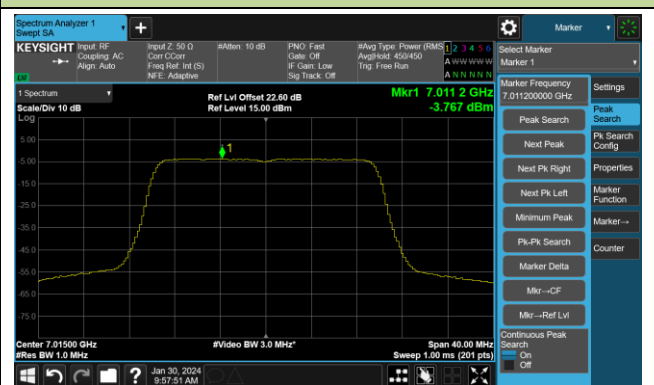 Spectrum Analyzer 1
Swept SA
Marker
KEYSIGHT
Input: RF
Coupling: AC
Align: Auto
Input Z: 50 Ω
Corr CCorr
Freq Ref: Int (S)
NFE: Adaptive
#Atten: 10 dB
PNO: Fast
Gate: Off
IF Gain: Low
Sig Track: Off
#Avg Type: Power (RMS
Avg|Hold: 450/450
Trig: Free Run
1 2 3 4 5 6
A W W W W W
A N N N N N
Select Marker
Marker 1
1 Spectrum
Scale/Div 10 dB
Log
Ref Lvl Offset 22.60 dB
Ref Level 15.00 dBm
Mkr1 7.011 2 GHz
-3.767 dBm
5.00
-5.00
-15.0
-25.0
-35.0
-45.0
-55.0
-65.0
-75.0
1
Center 7.01500 GHz
#Res BW 1.0 MHz
#Video BW 3.0 MHz*
Span 40.00 MHz
Sweep 1.00 ms (201 pts)
Marker Frequency
7.011200000 GHz
Peak Search
Next Peak
Next Pk Right
Next Pk Left
Minimum Peak
Pk-Pk Search
Marker Delta
Mkr→CF
Mkr→Ref Lvl
Continuous Peak
Search
On
Off
Settings
Peak
Search
Pk Search
Config
Properties
Marker
Function
Marker→
Counter
Jan 30, 2024
9:57:51 AM